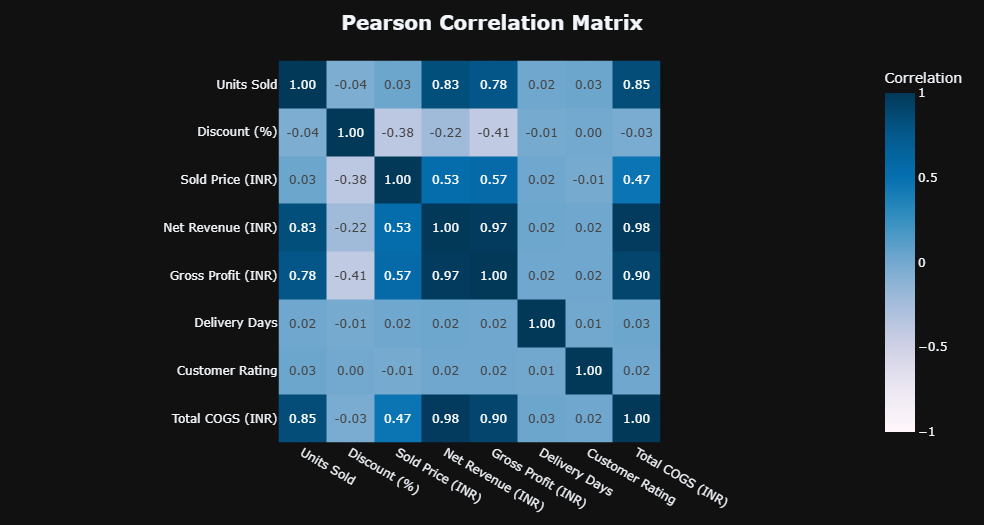 Pearson Correlation Matrix
Correlation
Units Sold 1.00 -0.04 0.03 0.83 0.78 0.02 0.03 0.85
Discount (%) -0.04 1.00 -0.38 -0.22 -0.41 -0.01 0.00 -0.03
Sold Price (INR) 0.03 -0.38 1.00 0.53 0.57 0.02 -0.01 0.47
Net Revenue (INR) 0.83 -0.22 0.53 1.00 0.97 0.02 0.02 0.98
Gross Profit (INR) 0.78 -0.41 0.57 0.97 1.00 0.02 0.02 0.90
Delivery Days 0.02 -0.01 0.02 0.02 0.02 1.00 0.01 0.03
Customer Rating 0.03 0.00 -0.01 0.02 0.02 0.01 1.00 0.02
Total COGS (INR) 0.85 -0.03 0.47 0.98 0.90 0.03 0.02 1.00
Units Sold
Discount (%)
Sold Price (INR)
Net Revenue (INR)
Gross Profit (INR)
Delivery Days
Customer Rating
Total COGS (INR)
1
0.5
0
−0.5
−1